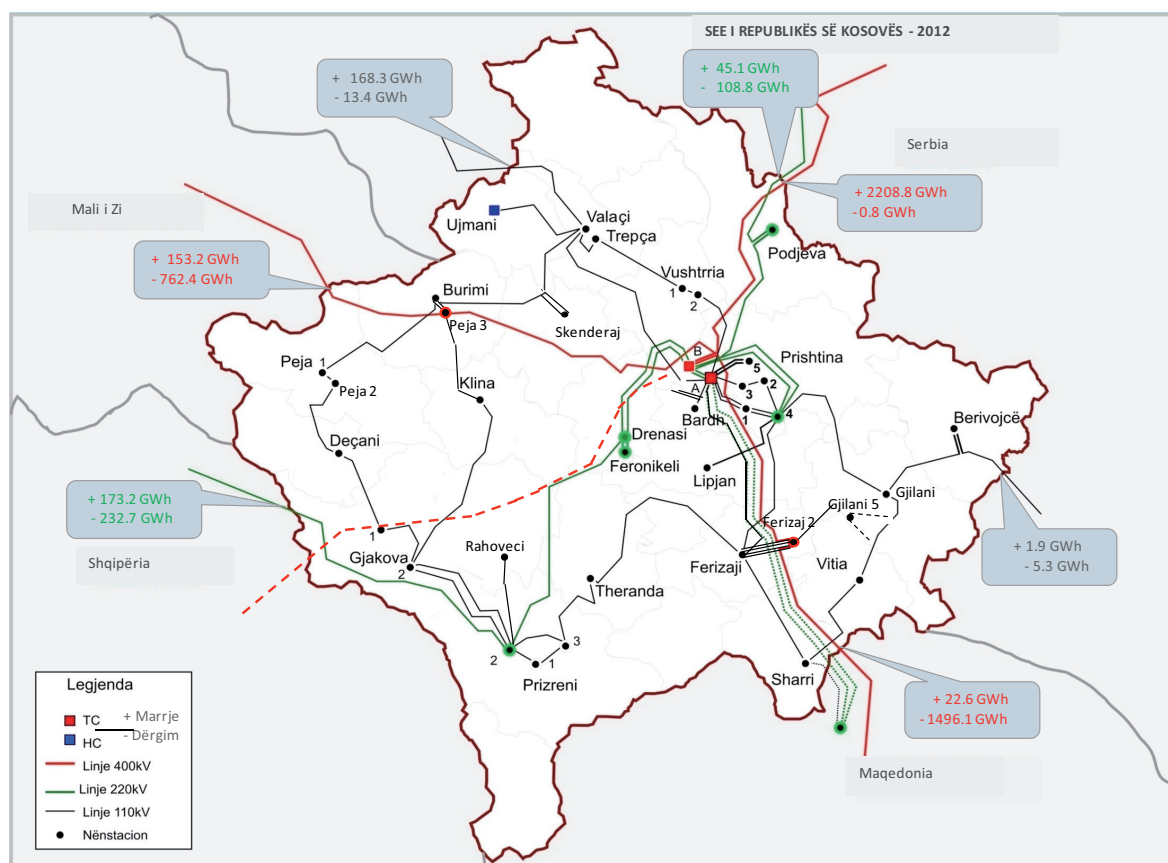 SEE I REPUBLIKËS SË KOSOVËS - 2012
+ 168.3 GWh
- 13.4 GWh
+ 45.1 GWh
- 108.8 GWh
Serbia
+ 2208.8 GWh
- 0.8 GWh
Mali i Zi
+ 153.2 GWh
- 762.4 GWh
Ujmani
Valaçi
Trepça
Podjeva
Vushtrria
1
2
Burimi
Peja 3
Skenderaj
Peja 1
Peja 2
Klina
B
A
Prishtina
5
3
2
1
4
Bardh
Berivojcë
Deçani
Drenasi
Feronikeli
Lipjan
Gjilani
Gjilani 5
+ 173.2 GWh
- 232.7 GWh
Shqipëria
1
Gjakova
2
Rahoveci
Theranda
Ferizaj 2
Ferizaji
Vitia
+ 1.9 GWh
- 5.3 GWh
2
1
3
Prizreni
Sharri
+ 22.6 GWh
- 1496.1 GWh
Maqedonia
Legjenda
TC
+ Marrje
- Dërgim
HC
Linje 400kV
Linje 220kV
Linje 110kV
Nënstacion